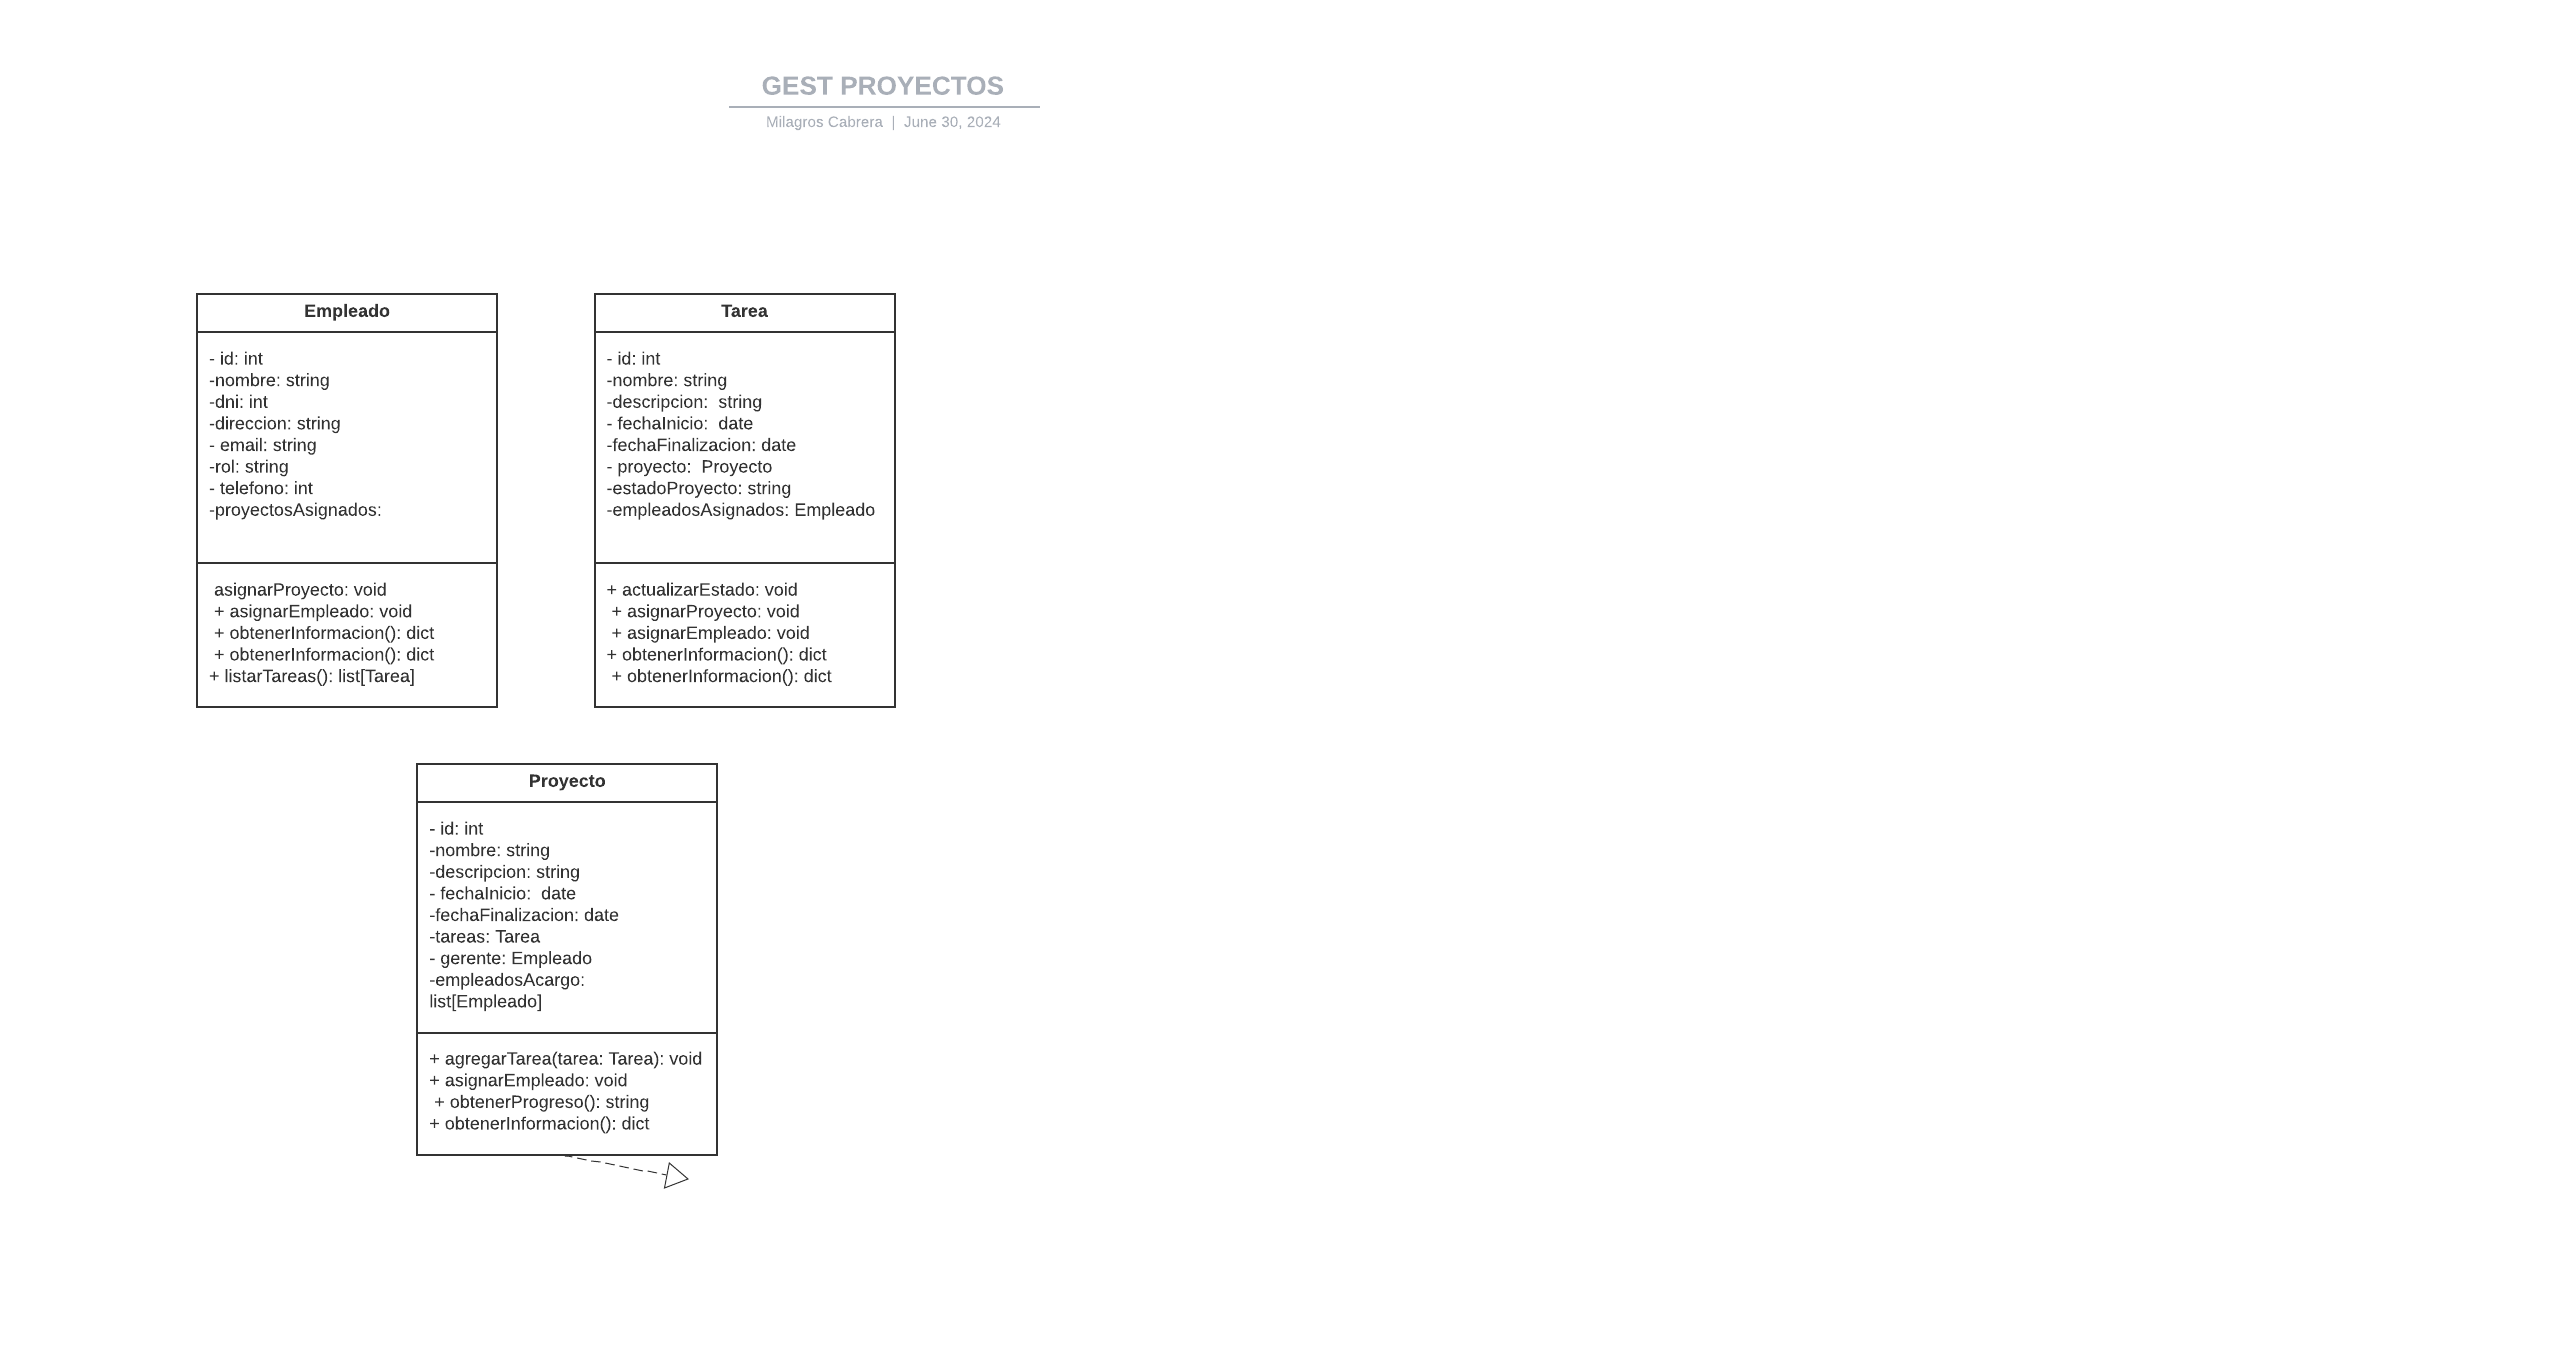 GEST PROYECTOS
Milagros Cabrera | June 30, 2024
Empleado
- id: int
-nombre: string
-dni: int
-direccion: string
- email: string
-rol: string
- telefono: int
-proyectosAsignados:
asignarProyecto: void
+ asignarEmpleado: void
+ obtenerInformacion(): dict
+ obtenerInformacion(): dict
+ listarTareas(): list[Tarea]
Tarea
- id: int
-nombre: string
-descripcion:  string
- fechaInicio:  date
-fechaFinalizacion: date
- proyecto:  Proyecto
-estadoProyecto: string
-empleadosAsignados: Empleado
+ actualizarEstado: void
+ asignarProyecto: void
+ asignarEmpleado: void
+ obtenerInformacion(): dict
+ obtenerInformacion(): dict
Proyecto
- id: int
-nombre: string
-descripcion: string
- fechaInicio:  date
-fechaFinalizacion: date
-tareas: Tarea
- gerente: Empleado
-empleadosAcargo:
list[Empleado]
+ agregarTarea(tarea: Tarea): void
+ asignarEmpleado: void
+ obtenerProgreso(): string
+ obtenerInformacion(): dict